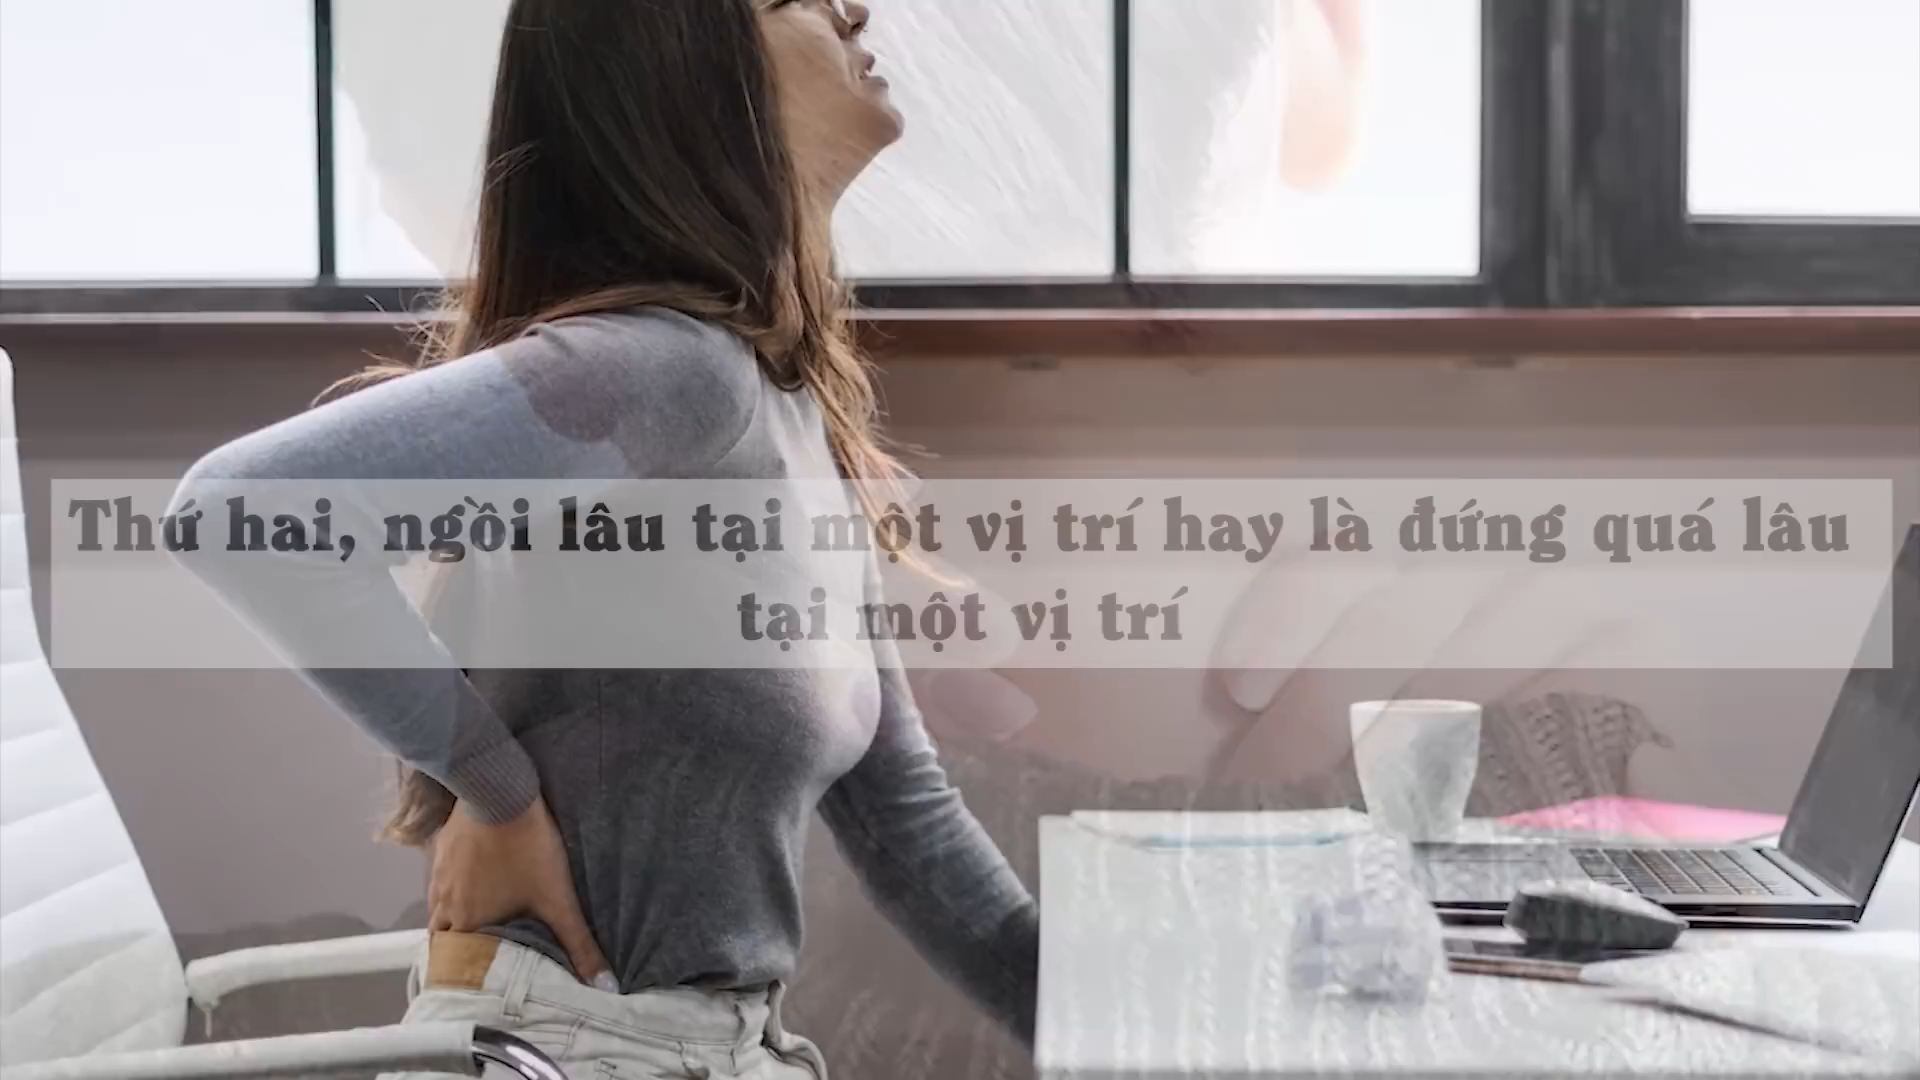 Thứ hai, ngồi lâu tại một vị trí hay là đứng quá lâu
tại một vị trí